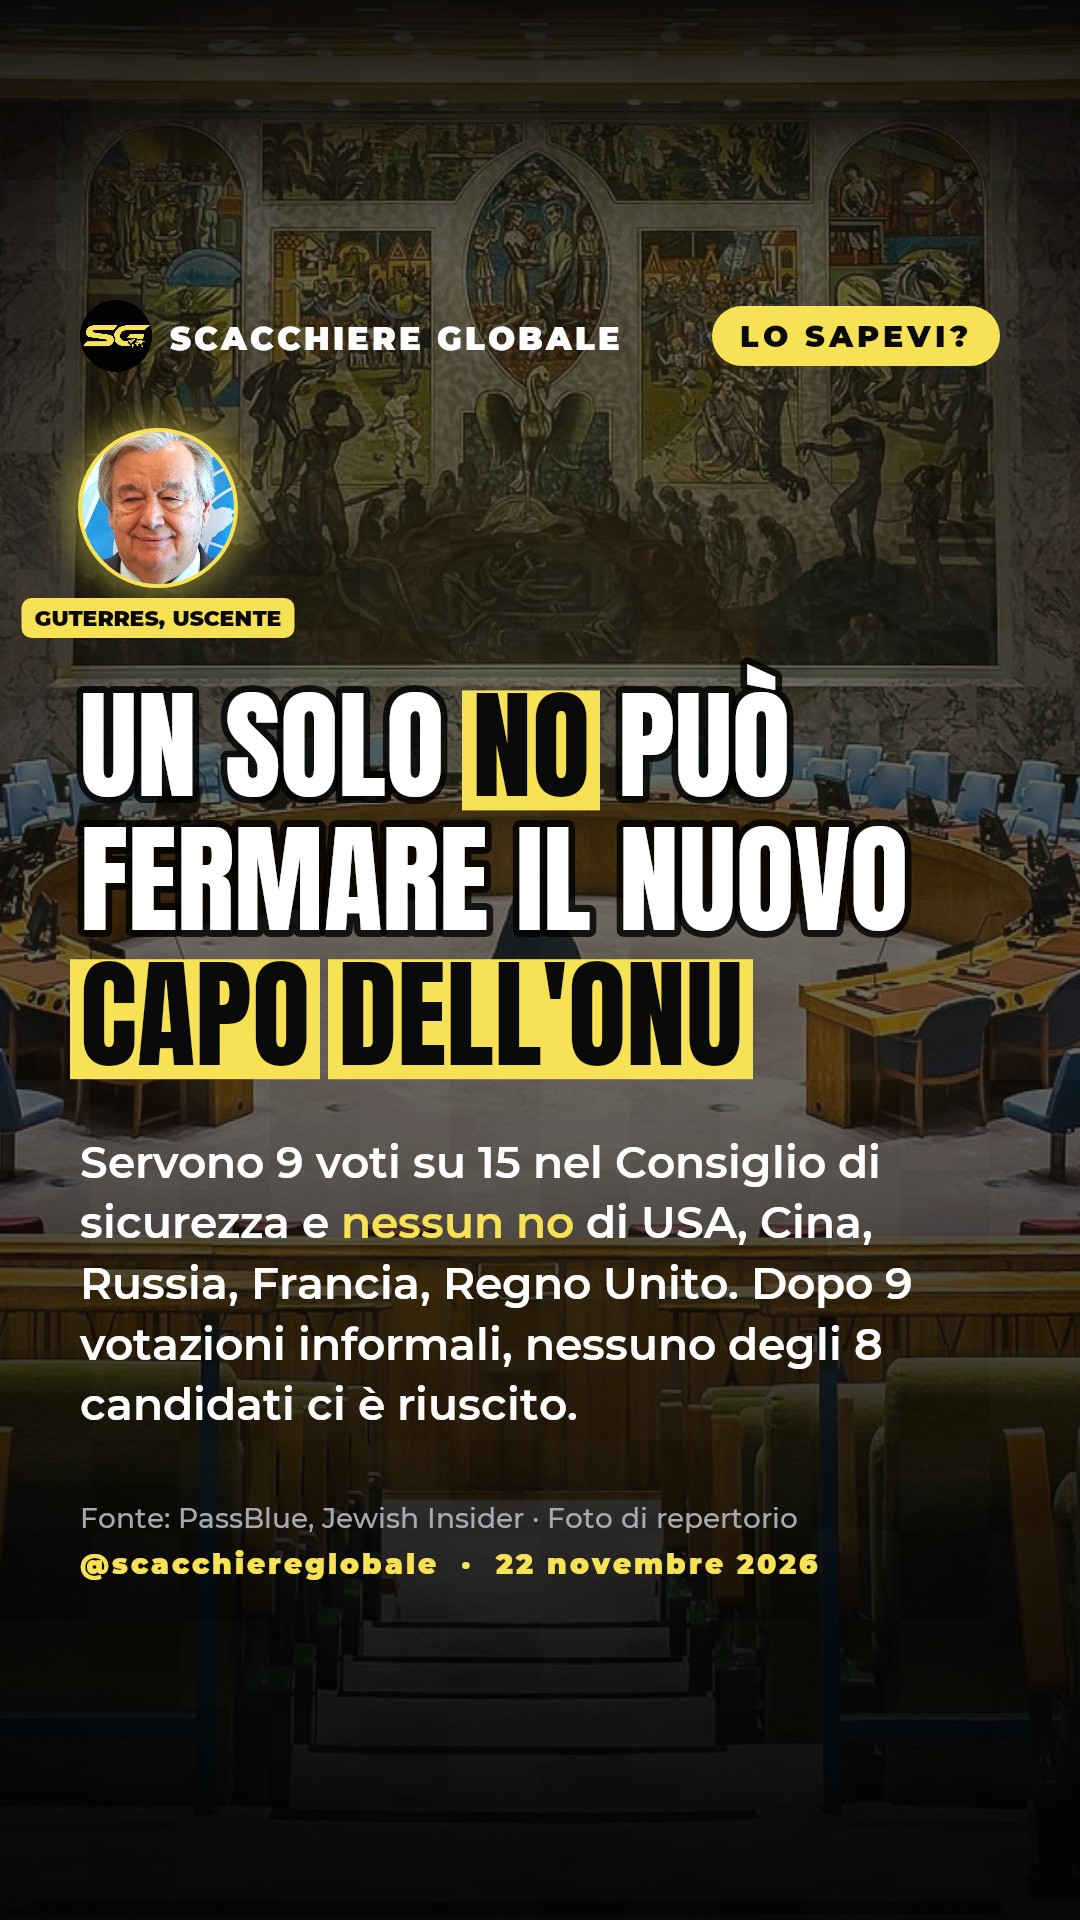 SG
SCACCHIERE GLOBALE
LO SAPEVI?
GUTERRES, USCENTE
UN SOLO NO PUÒ
FERMARE IL NUOVO
CAPO DELL'ONU
Servono 9 voti su 15 nel Consiglio di
sicurezza e nessun no di USA, Cina,
Russia, Francia, Regno Unito. Dopo 9
votazioni informali, nessuno degli 8
candidati ci è riuscito.
Fonte: PassBlue, Jewish Insider · Foto di repertorio
@scacchiereglobale • 22 novembre 2026